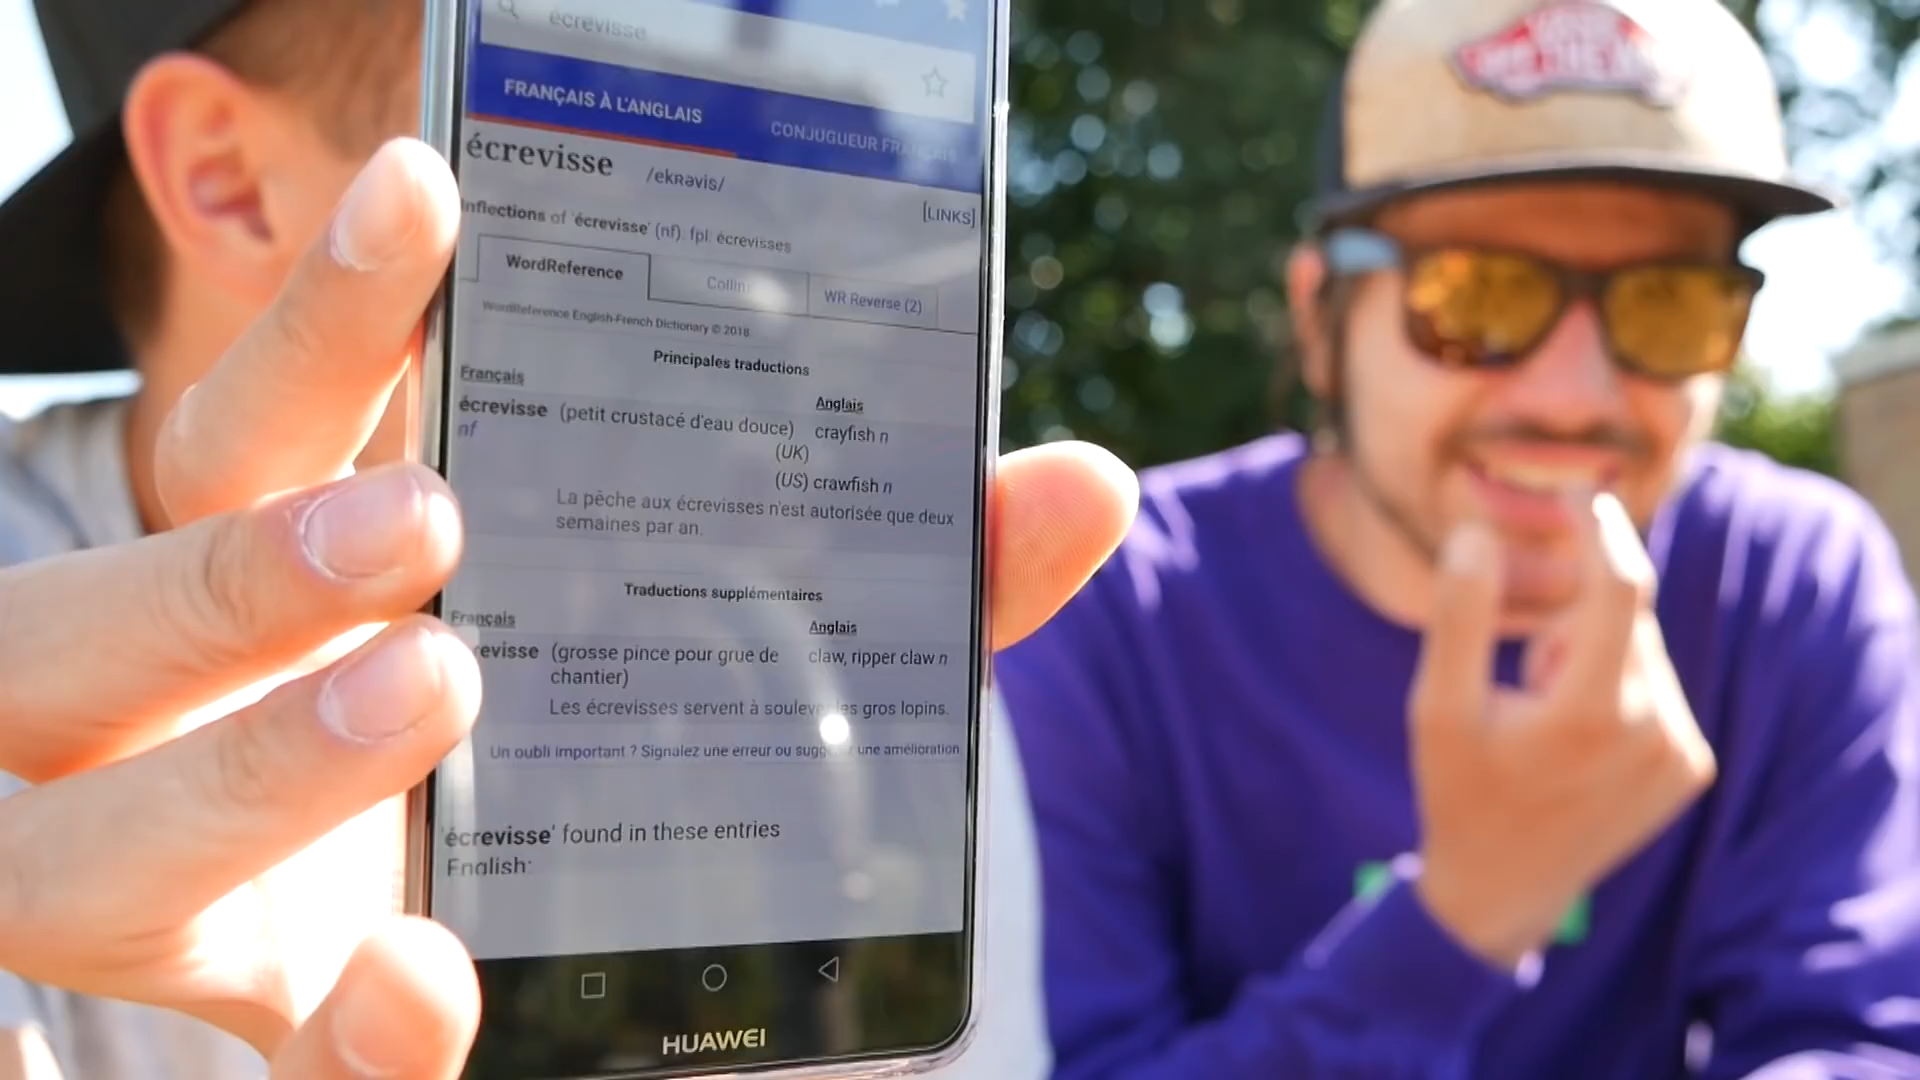 écrevisse
FRANÇAIS À L'ANGLAIS
CONJUGUEUR
écrevisse /ekʀəvis/
[LINKS]
Inflections of 'écrevisse' (nf): fpl: écrevisses
WordReference
WR Reverse (2)
WordReference English-French Dictionary © 2018
Principales traductions
Français Anglais
écrevisse (petit crustacé d'eau douce) crayfish n
nf (UK)
(US) crawfish n
La pêche aux écrevisses n'est autorisée que deux
semaines par an.
Traductions supplémentaires
Français Anglais
(grosse pince pour grue de claw, ripper claw n
chantier)
Les écrevisses servent à gros lopins.
Un oubli important ? Signalez une erreur ou une amélioration
'écrevisse' found in these entries
English:
HUAWEI